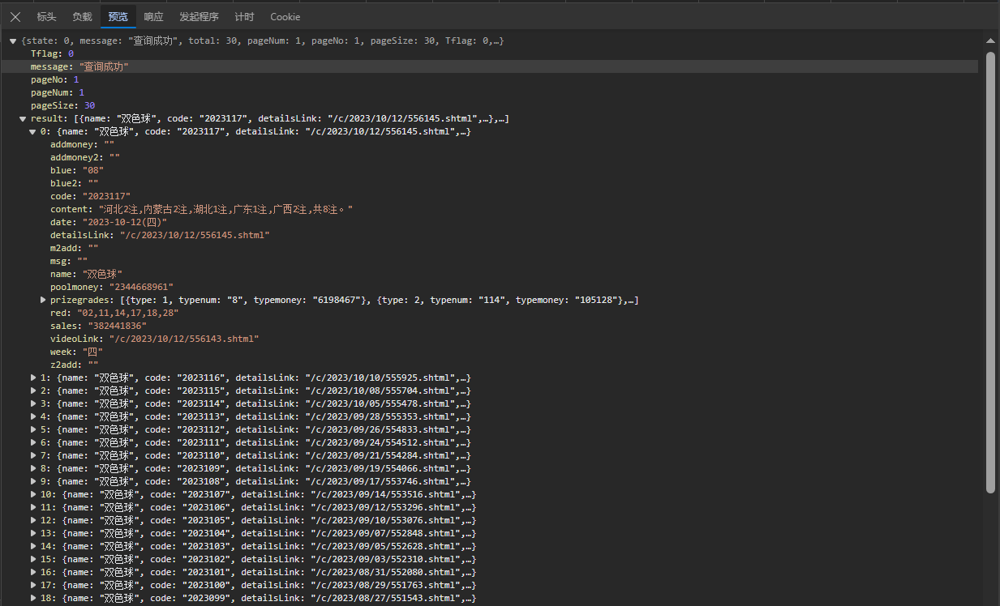 标头 负载 预览 响应 发起程序 计时 Cookie
{state: 0, message: "查询成功", total: 30, pageNum: 1, pageNo: 1, pageSize: 30, Tflag: 0,…}
Tflag: 0
message: "查询成功"
pageNo: 1
pageNum: 1
pageSize: 30
result: [{name: "双色球", code: "2023117", detailsLink: "/c/2023/10/12/556145.shtml",…},…]
0: {name: "双色球", code: "2023117", detailsLink: "/c/2023/10/12/556145.shtml",…}
addmoney: ""
addmoney2: ""
blue: "08"
blue2: ""
code: "2023117"
content: "河北2注,内蒙古2注,湖北1注,广东1注,广西2注,共8注。"
date: "2023-10-12(四)"
detailsLink: "/c/2023/10/12/556145.shtml"
m2add: ""
msg: ""
name: "双色球"
poolmoney: "2344668961"
prizegrades: [{type: 1, typenum: "8", typemoney: "6198467"}, {type: 2, typenum: "114", typemoney: "105128"},…]
red: "02,11,14,17,18,28"
sales: "382441836"
videoLink: "/c/2023/10/12/556143.shtml"
week: "四"
z2add: ""
1: {name: "双色球", code: "2023116", detailsLink: "/c/2023/10/10/555925.shtml",…}
2: {name: "双色球", code: "2023115", detailsLink: "/c/2023/10/08/555704.shtml",…}
3: {name: "双色球", code: "2023114", detailsLink: "/c/2023/10/05/555478.shtml",…}
4: {name: "双色球", code: "2023113", detailsLink: "/c/2023/09/28/555353.shtml",…}
5: {name: "双色球", code: "2023112", detailsLink: "/c/2023/09/26/554833.shtml",…}
6: {name: "双色球", code: "2023111", detailsLink: "/c/2023/09/24/554512.shtml",…}
7: {name: "双色球", code: "2023110", detailsLink: "/c/2023/09/21/554284.shtml",…}
8: {name: "双色球", code: "2023109", detailsLink: "/c/2023/09/19/554066.shtml",…}
9: {name: "双色球", code: "2023108", detailsLink: "/c/2023/09/17/553746.shtml",…}
10: {name: "双色球", code: "2023107", detailsLink: "/c/2023/09/14/553516.shtml",…}
11: {name: "双色球", code: "2023106", detailsLink: "/c/2023/09/12/553296.shtml",…}
12: {name: "双色球", code: "2023105", detailsLink: "/c/2023/09/10/553076.shtml",…}
13: {name: "双色球", code: "2023104", detailsLink: "/c/2023/09/07/552848.shtml",…}
14: {name: "双色球", code: "2023103", detailsLink: "/c/2023/09/05/552628.shtml",…}
15: {name: "双色球", code: "2023102", detailsLink: "/c/2023/09/03/552310.shtml",…}
16: {name: "双色球", code: "2023101", detailsLink: "/c/2023/08/31/552080.shtml",…}
17: {name: "双色球", code: "2023100", detailsLink: "/c/2023/08/29/551763.shtml",…}
18: {name: "双色球", code: "2023099", detailsLink: "/c/2023/08/27/551543.shtml",…}